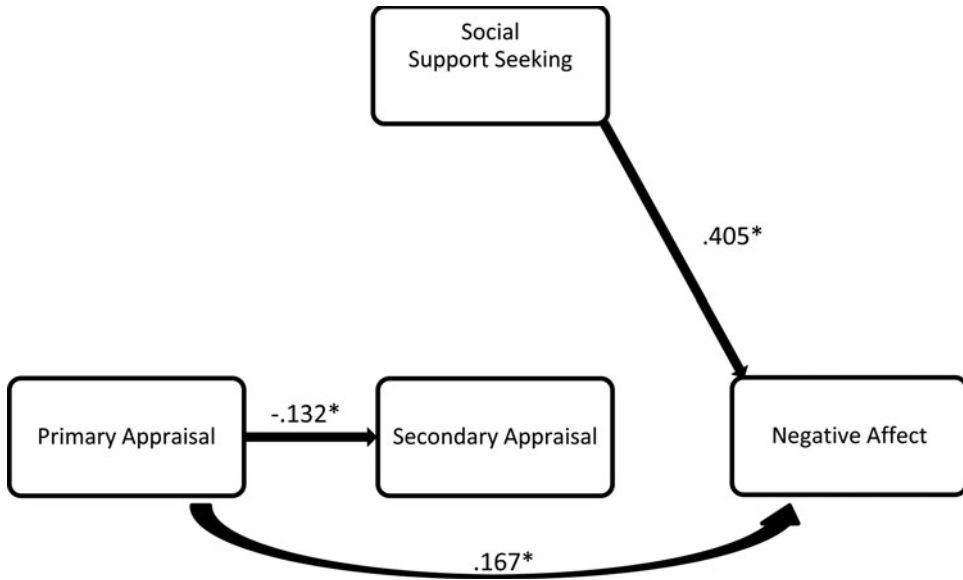 Social
Support Seeking
.405*
-.132*
Primary Appraisal
Secondary Appraisal
Negative Affect
.167*